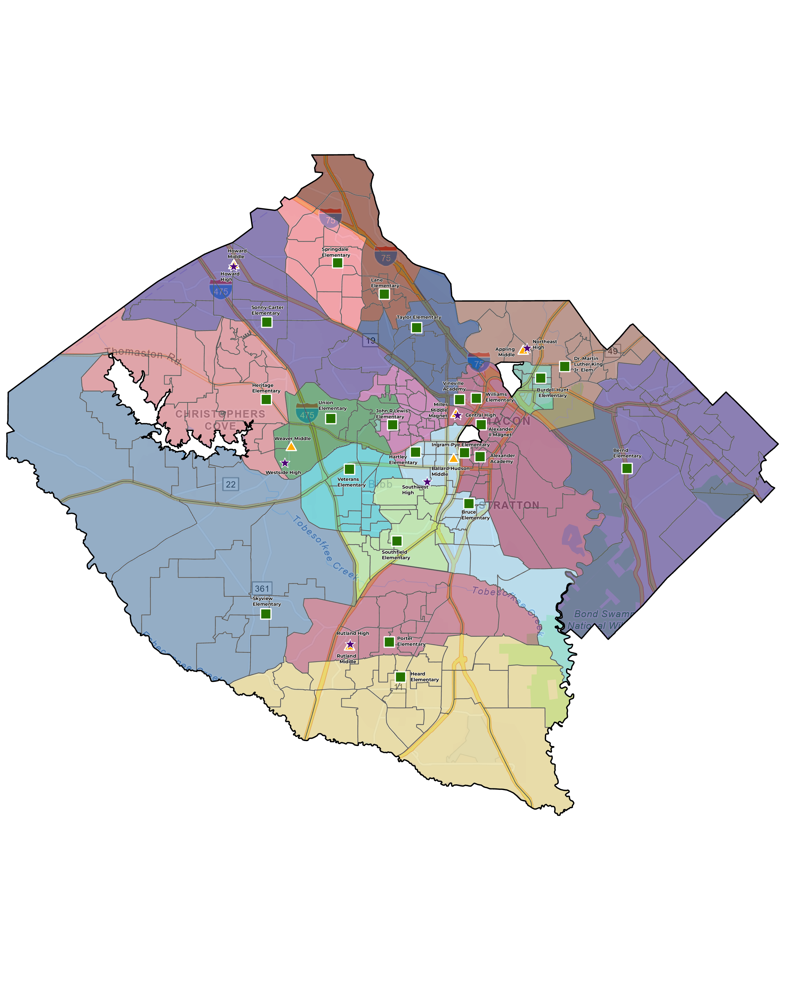 75
75
Springdale
Elementary
Howard
Middle
Howard
High
475
Lane
Elementary
Sonny-Carter
Elementary
Taylor Elementary
19
Thomaston Rd
Appling
Middle
Northeast
High
49
75
Dr. Martin
Luther King
Jr. Elem
Heritage
Elementary
Vineville
Academy
Williams
Elementary
Burdell-Hunt
Elementary
CHRISTOPHERS
COVE
475
Union
Elementary
John R Lewis
Elementary
Miller
Middle
Magnet
Central High
MACON
Alexander
II Magnet
Weaver Middle
Westside High
Ingram-Pye Elementary
Hartley
Elementary
Alexander
Academy
Ballard-Hudson
Middle
Bernd
Elementary
22
Veterans
Elementary
Bibb
Southwest
High
STRATTON
Bruce
Elementary
Tobesofkee Creek
Southfield
Elementary
361
Skyview
Elementary
Tobesofkee Creek
Bond Swamp
National Wil
Rutland High
Rutland
Middle
Porter
Elementary
Heard
Elementary
11